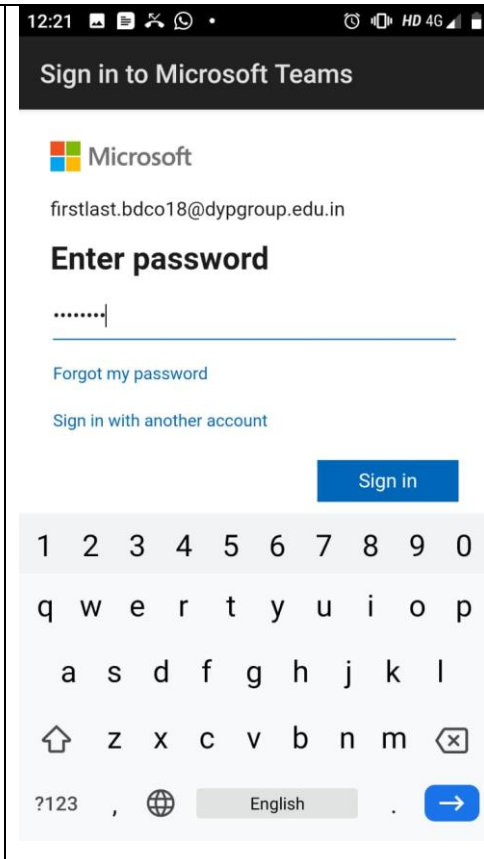 12:21 HD 4G
Sign in to Microsoft Teams
Microsoft
firstlast.bdco18@dypgroup.edu.in
Enter password
••••••••
Forgot my password
Sign in with another account
Sign in
1 2 3 4 5 6 7 8 9 0
q w e r t y u i o p
a s d f g h j k l
z x c v b n m
?123 , English .